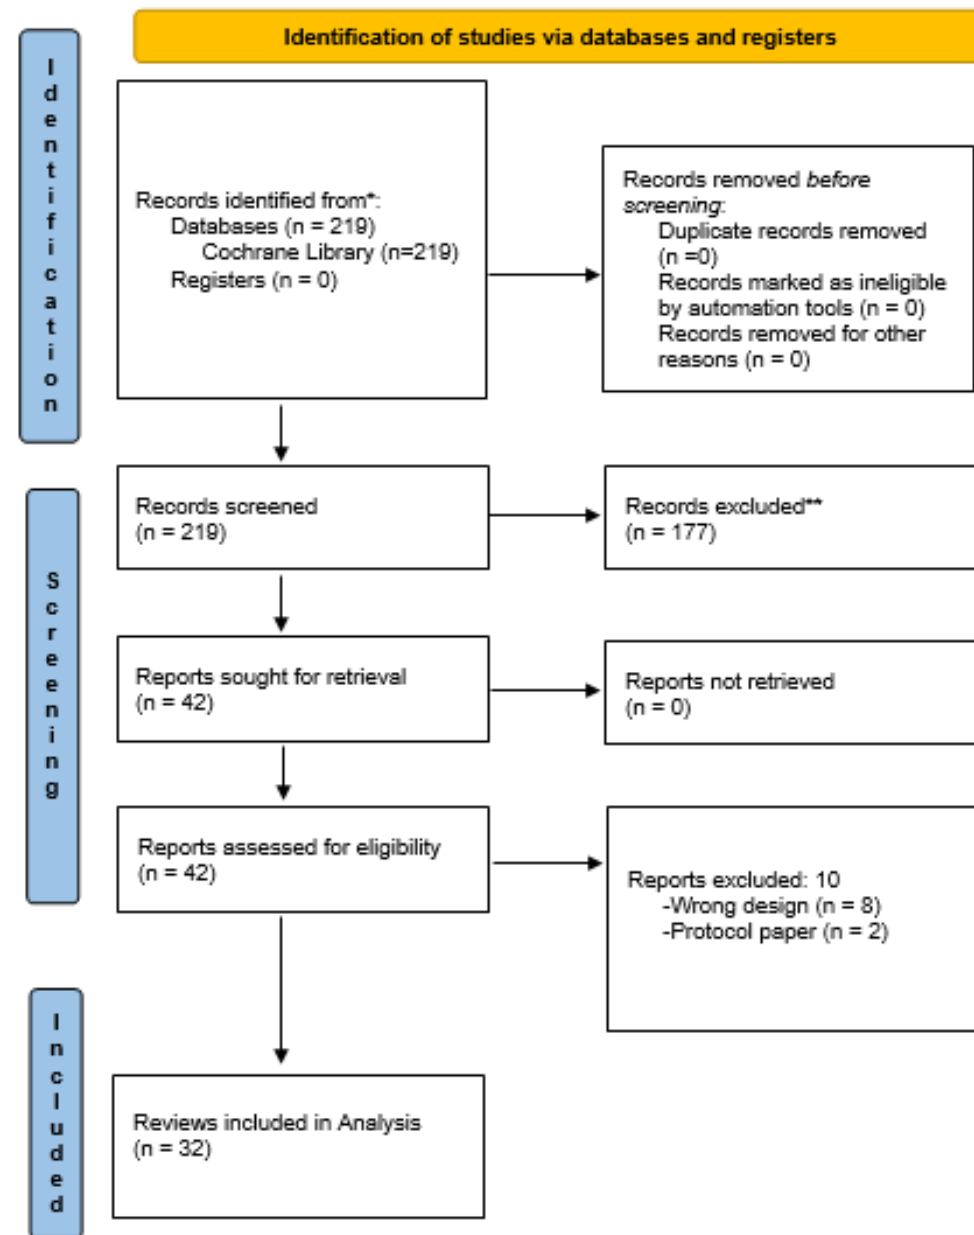 Identification of studies via databases and registers
Identification
Records identified from*:
Databases (n = 219)
Cochrane Library (n=219)
Registers (n = 0)
Records removed before
screening:
Duplicate records removed
(n =0)
Records marked as ineligible
by automation tools (n = 0)
Records removed for other
reasons (n = 0)
Screening
Records screened
(n = 219)
Records excluded**
(n = 177)
Reports sought for retrieval
(n = 42)
Reports not retrieved
(n = 0)
Reports assessed for eligibility
(n = 42)
Reports excluded: 10
-Wrong design (n = 8)
-Protocol paper (n = 2)
Included
Reviews included in Analysis
(n = 32)